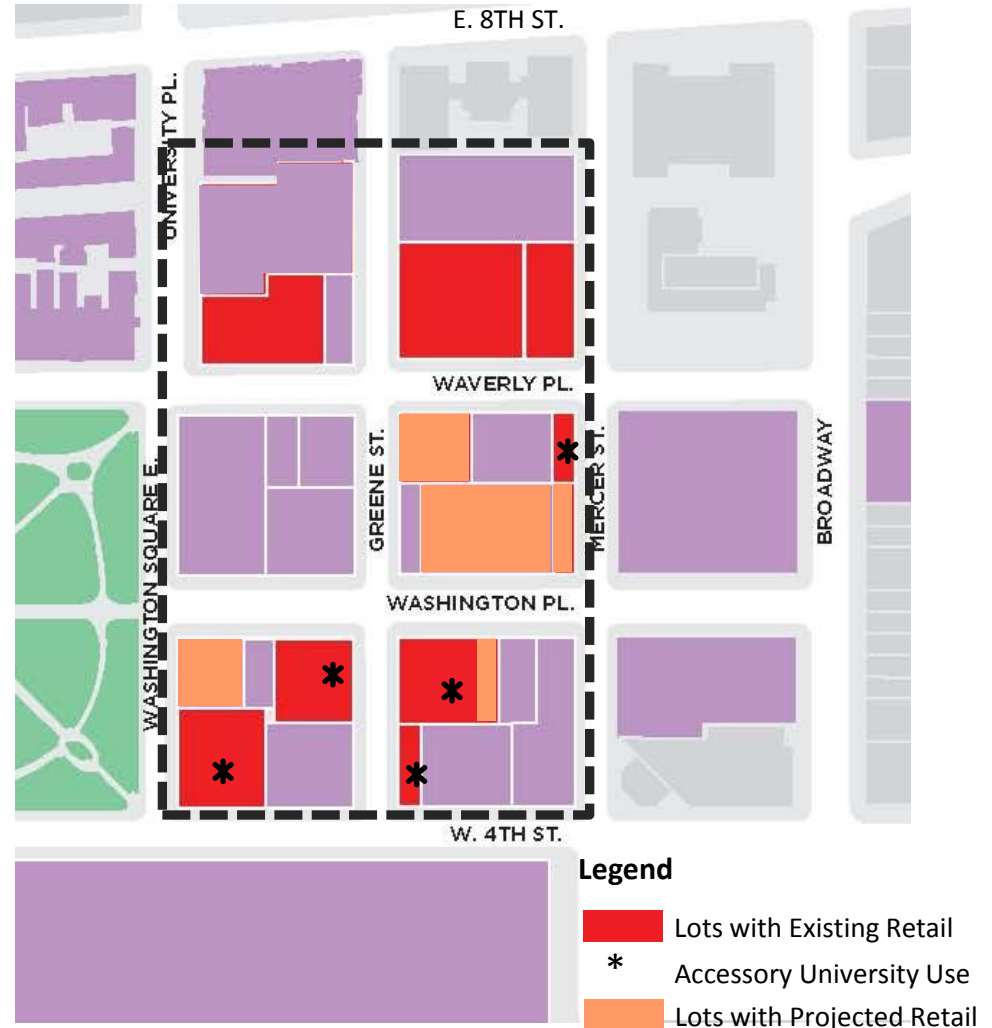 E. 8TH ST.
UNIVERSITY PL.
WAVERLY PL.
WASHINGTON SQUARE E.
GREENE ST.
MERCER ST.
BROADWAY
WASHINGTON PL.
W. 4TH ST.
Legend
Lots with Existing Retail
* Accessory University Use
Lots with Projected Retail